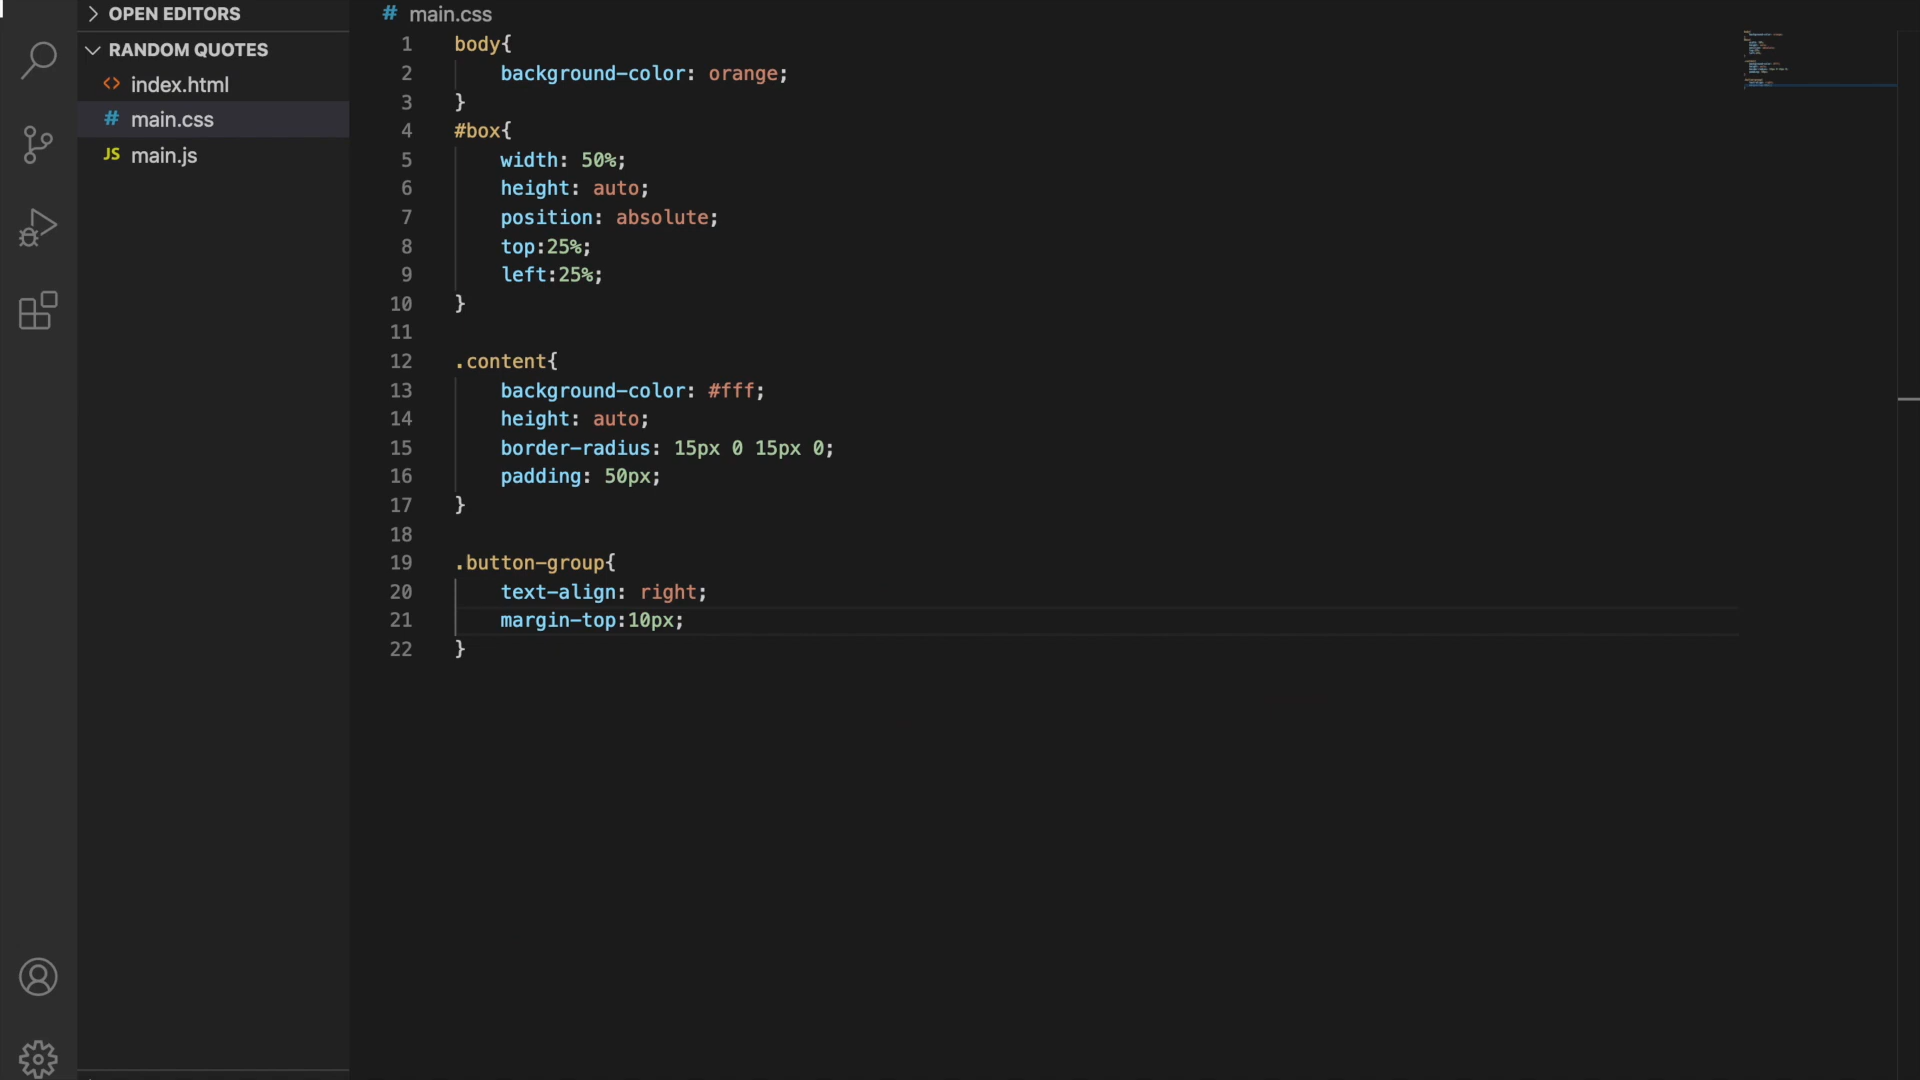 OPEN EDITORS
RANDOM QUOTES
<> index.html
# main.css
JS main.js
# main.css
1 body{
2     background-color: orange;
3 }
4 #box{
5     width: 50%;
6     height: auto;
7     position: absolute;
8     top:25%;
9     left:25%;
10 }
11
12 .content{
13     background-color: #fff;
14     height: auto;
15     border-radius: 15px 0 15px 0;
16     padding: 50px;
17 }
18
19 .button-group{
20     text-align: right;
21     margin-top:10px;
22 }